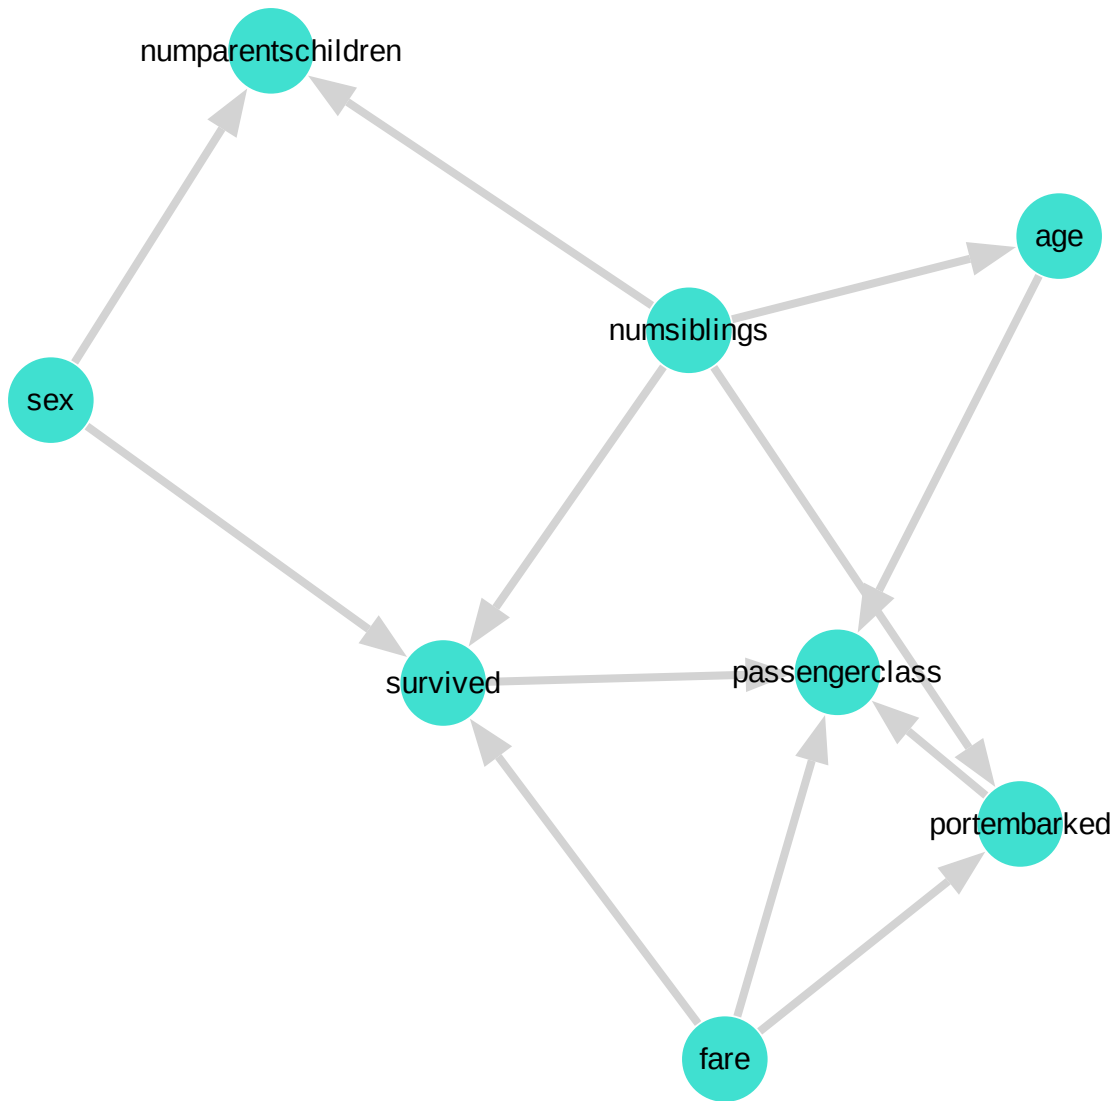 numparentschildren
age
numsiblings
sex
passengerclass
survived
portembarked
fare